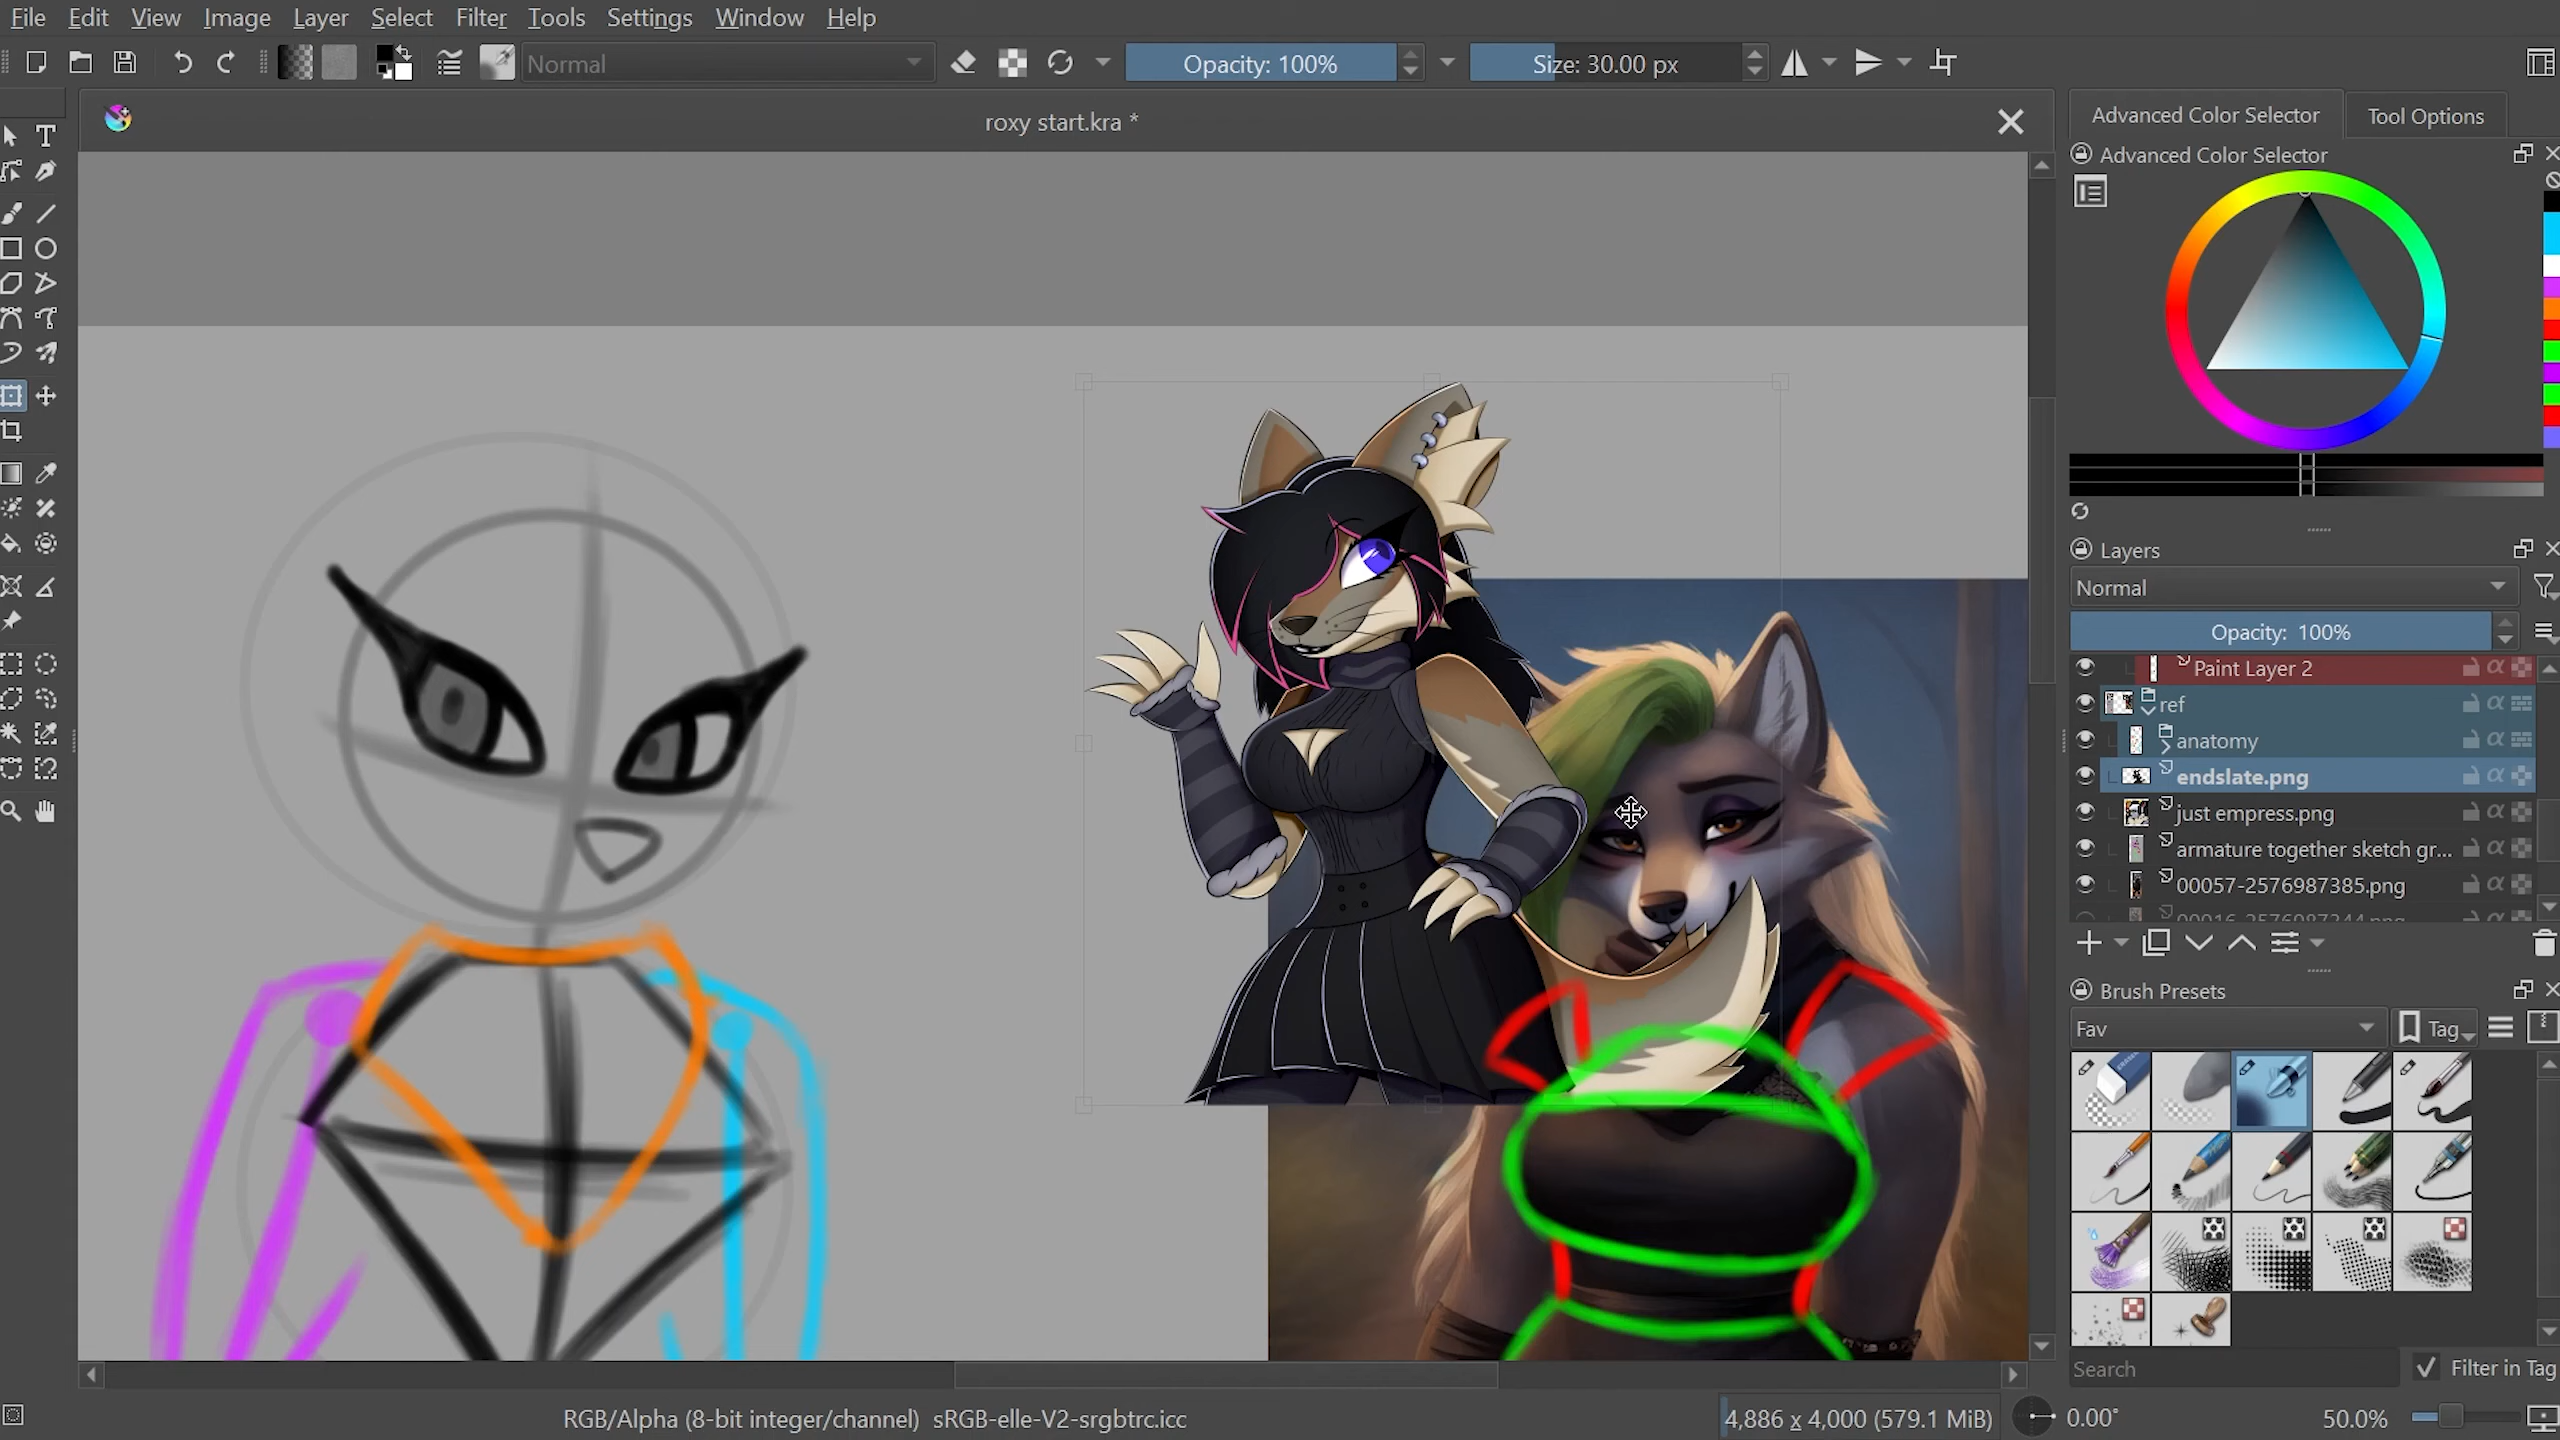 File Edit View Image Layer Select Filter Tools Settings Window Help
Normal
Opacity: 100%
Size: 30.00 px
roxy start.kra *
Advanced Color Selector
Tool Options
Advanced Color Selector
Layers
Normal
Opacity: 100%
Paint Layer 2
ref
anatomy
endslate.png
just empress.png
armature together sketch gr...
00057-2576987385.png
00016-2576987344.png
Brush Presets
Fav
Tag
Search
Filter in Tag
RGB/Alpha (8-bit integer/channel) sRGB-elle-V2-srgbtrc.icc
4,886 x 4,000 (579.1 MiB)
0.00°
50.0%